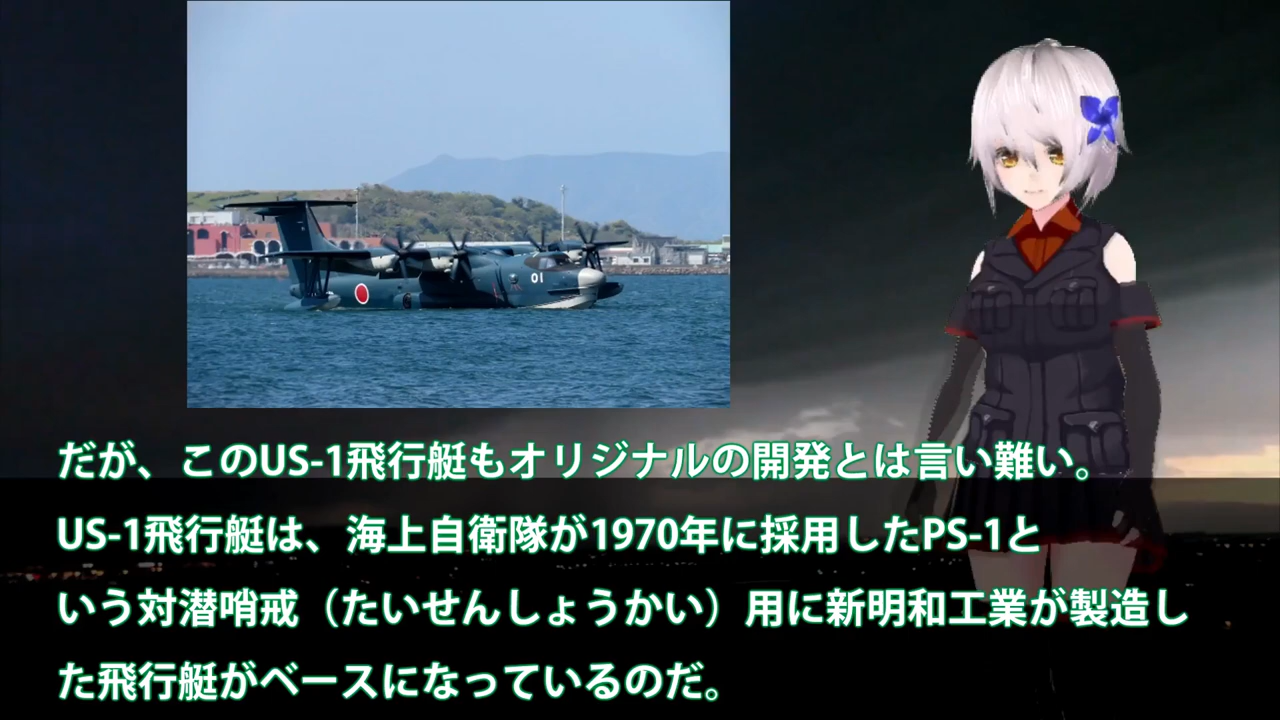 01
だが、このUS-1飛行艇もオリジナルの開発とは言い難い。
US-1飛行艇は、海上自衛隊が1970年に採用したPS-1と
いう対潜哨戒（たいせんしょうかい）用に新明和工業が製造し
た飛行艇がベースになっているのだ。